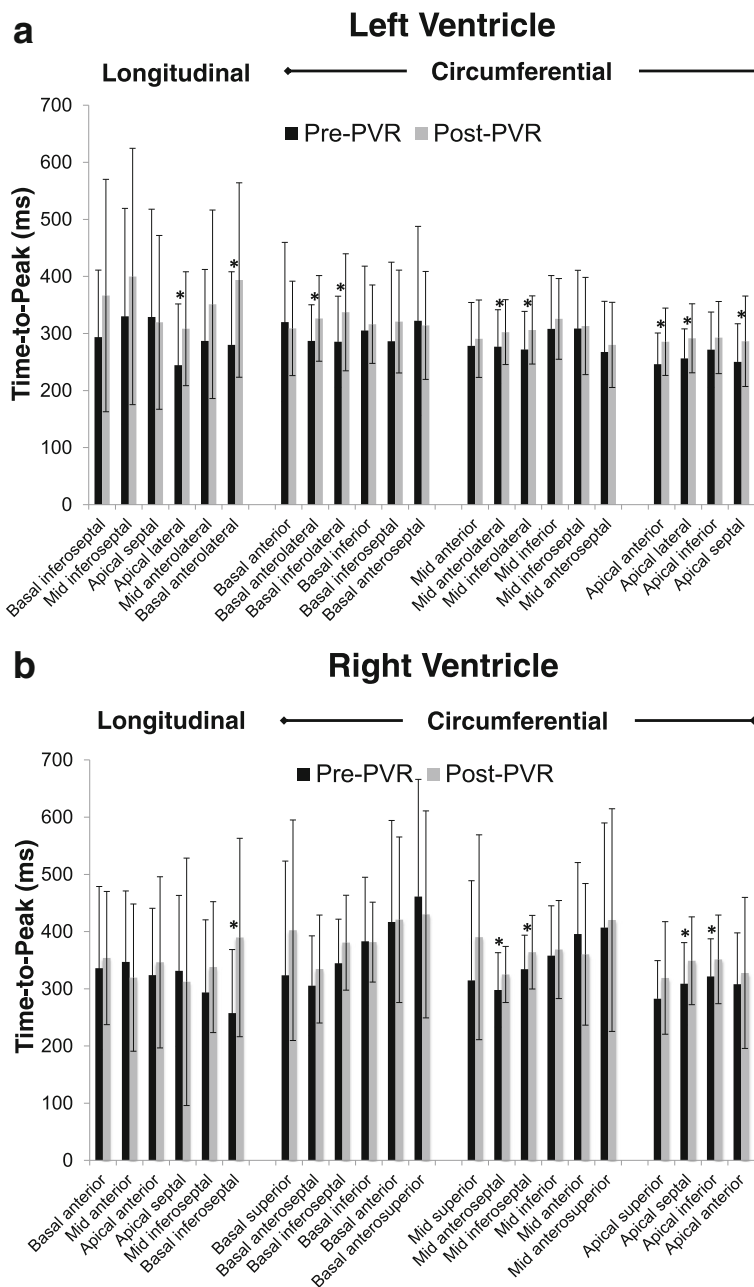 a
Left Ventricle
Longitudinal
Circumferential
Pre-PVR
Post-PVR
Time-to-Peak (ms)
700
600
500
400
300
200
100
0
*
*
*
*
*
*
*
*
*
Basal inferoseptal
Mid inferoseptal
Apical septal
Apical lateral
Mid anterolateral
Basal anterolateral
Basal anterior
Basal anterolateral
Basal inferolateral
Basal inferior
Basal inferoseptal
Basal anteroseptal
Mid anterior
Mid anterolateral
Mid inferolateral
Mid inferior
Mid inferoseptal
Mid anteroseptal
Apical anterior
Apical lateral
Apical inferior
Apical septal
b
Right Ventricle
Longitudinal
Circumferential
Pre-PVR
Post-PVR
Time-to-Peak (ms)
700
600
500
400
300
200
100
0
*
*
*
*
*
Basal anterior
Mid anterior
Apical anterior
Apical septal
Mid inferoseptal
Basal inferoseptal
Basal superior
Basal anteroseptal
Basal inferoseptal
Basal inferior
Basal anterior
Basal anterosuperior
Mid superior
Mid anteroseptal
Mid inferoseptal
Mid inferior
Mid anterior
Mid anterosuperior
Apical superior
Apical septal
Apical inferior
Apical anterior